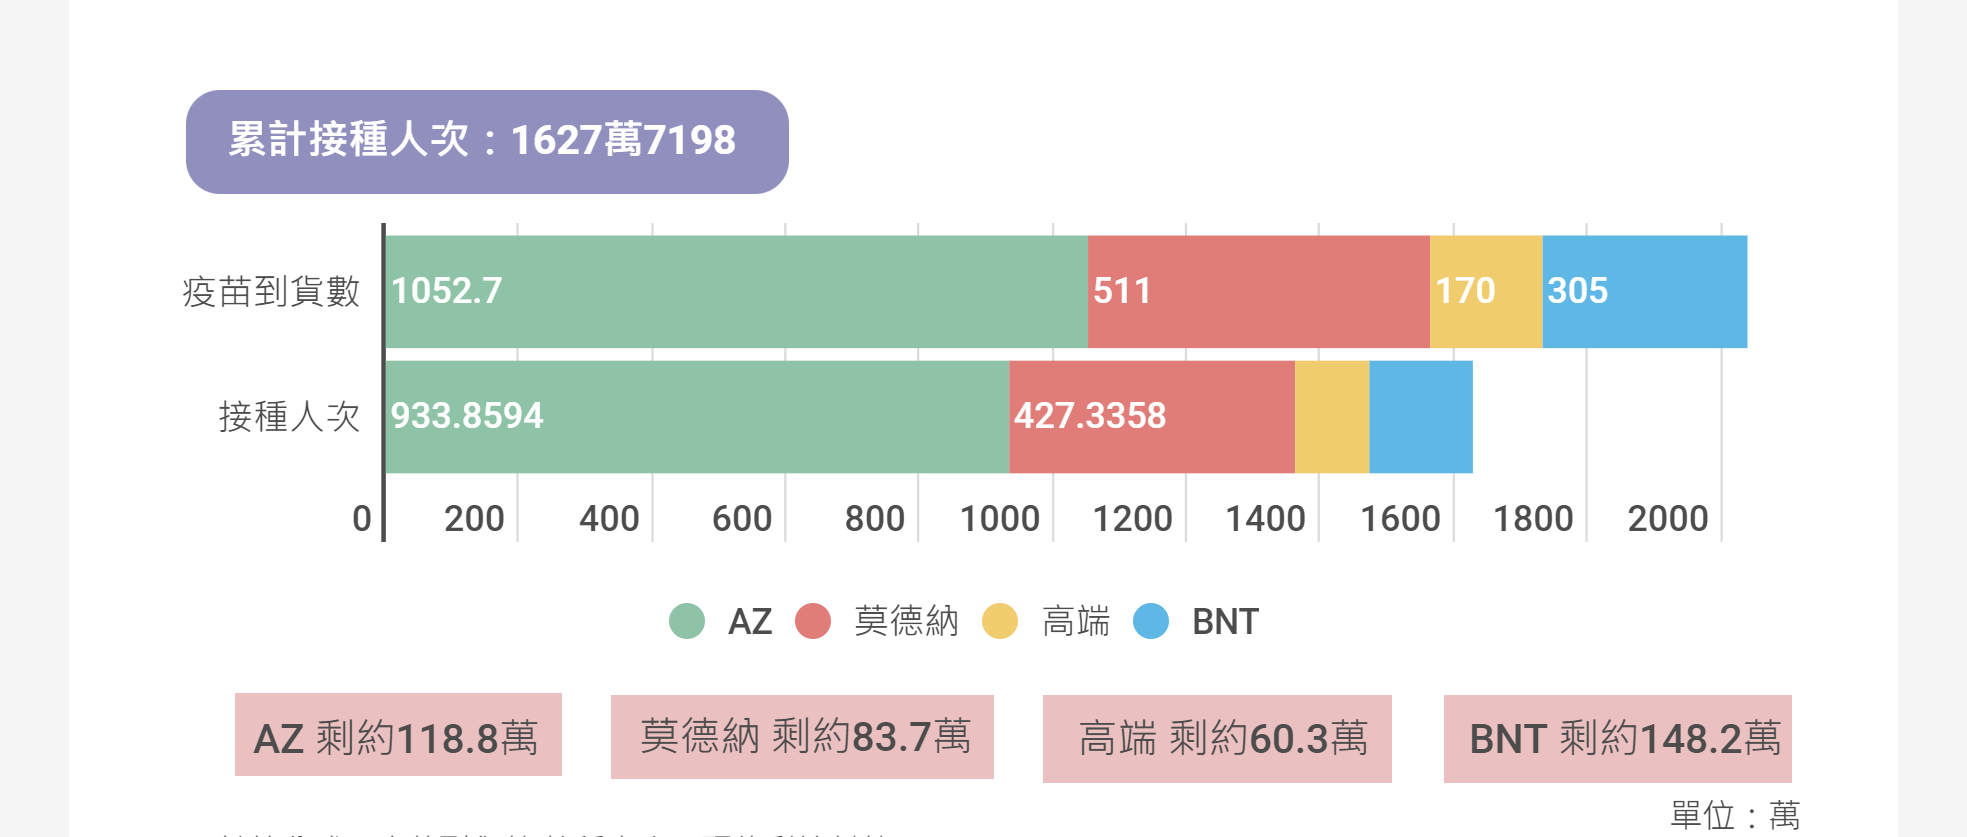 累計接種人次：1627萬7198
疫苗到貨數
1052.7 511 170 305
接種人次
933.8594 427.3358
0 200 400 600 800 1000 1200 1400 1600 1800 2000
AZ 莫德納 高端 BNT
AZ 剩約118.8萬
莫德納 剩約83.7萬
高端 剩約60.3萬
BNT 剩約148.2萬
單位：萬